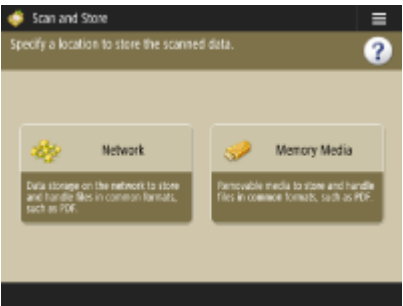 Scan and Store
Specify a location to store the scanned data.
?
Network
Memory Media
Data storage on the network to store
and handle files in common formats,
such as PDF.
Removable media to store and handle
files in common formats, such as PDF.